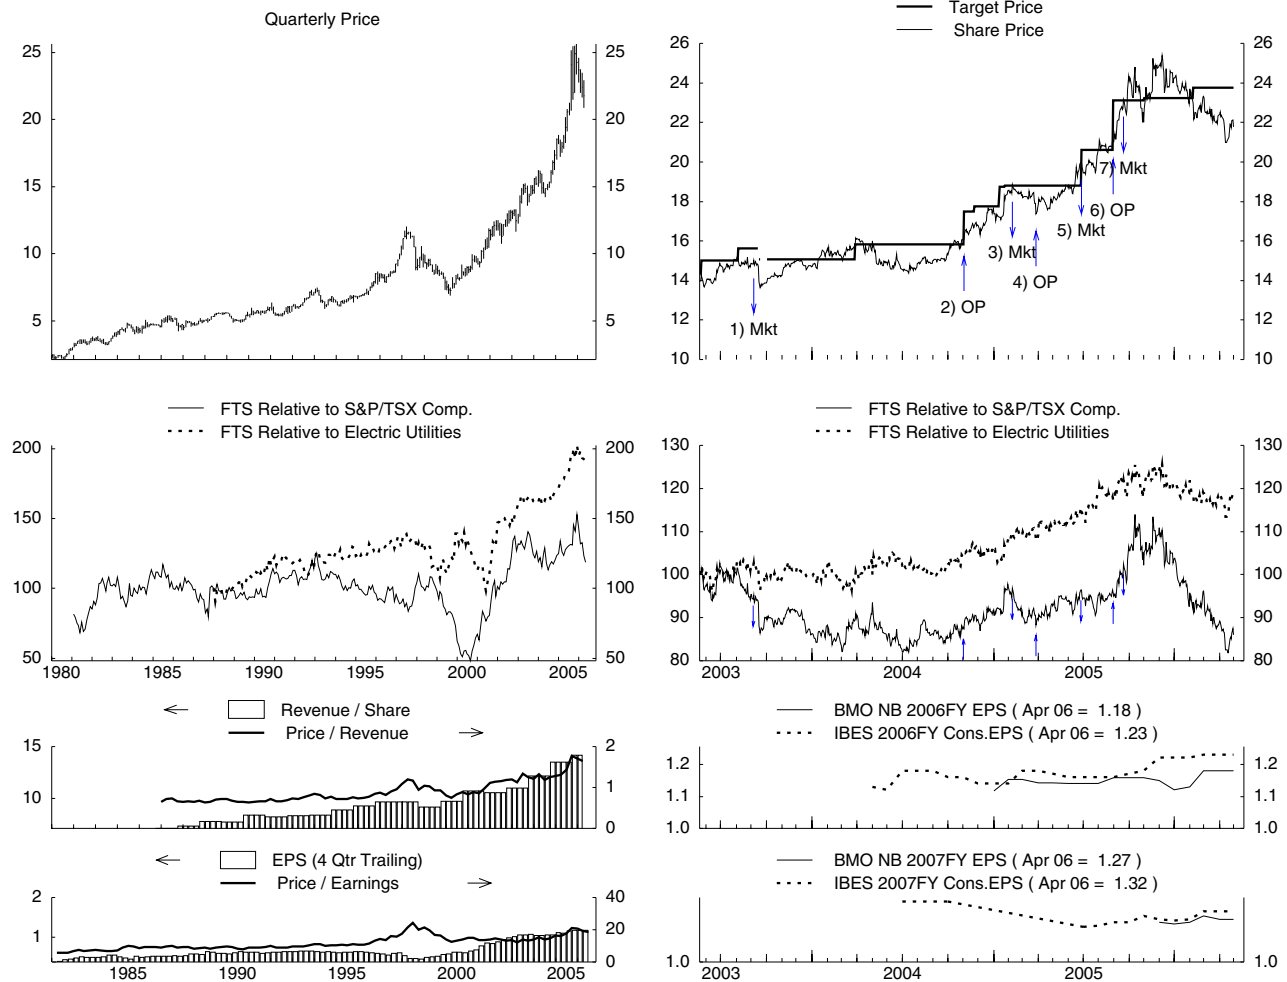 Quarterly Price
25 25
20 20
15 15
10 10
5 5
Target Price
Share Price
26 26
24 24
22 22
20 20
18 18
16 16
14 14
12 12
10 10
7) Mkt
6) OP
5) Mkt
3) Mkt
4) OP
2) OP
1) Mkt
FTS Relative to S&P/TSX Comp.
FTS Relative to Electric Utilities
200 200
150 150
100 100
50 50
1980 1985 1990 1995 2000 2005
FTS Relative to S&P/TSX Comp.
FTS Relative to Electric Utilities
130 130
120 120
110 110
100 100
90 90
80 80
2003 2004 2005
Revenue / Share
Price / Revenue
15 2
10 1
0
BMO NB 2006FY EPS ( Apr 06 = 1.18 )
IBES 2006FY Cons.EPS ( Apr 06 = 1.23 )
1.2 1.2
1.1 1.1
1.0 1.0
EPS (4 Qtr Trailing)
Price / Earnings
2 40
1 20
0
1985 1990 1995 2000 2005
BMO NB 2007FY EPS ( Apr 06 = 1.27 )
IBES 2007FY Cons.EPS ( Apr 06 = 1.32 )
1.0 1.0
2003 2004 2005